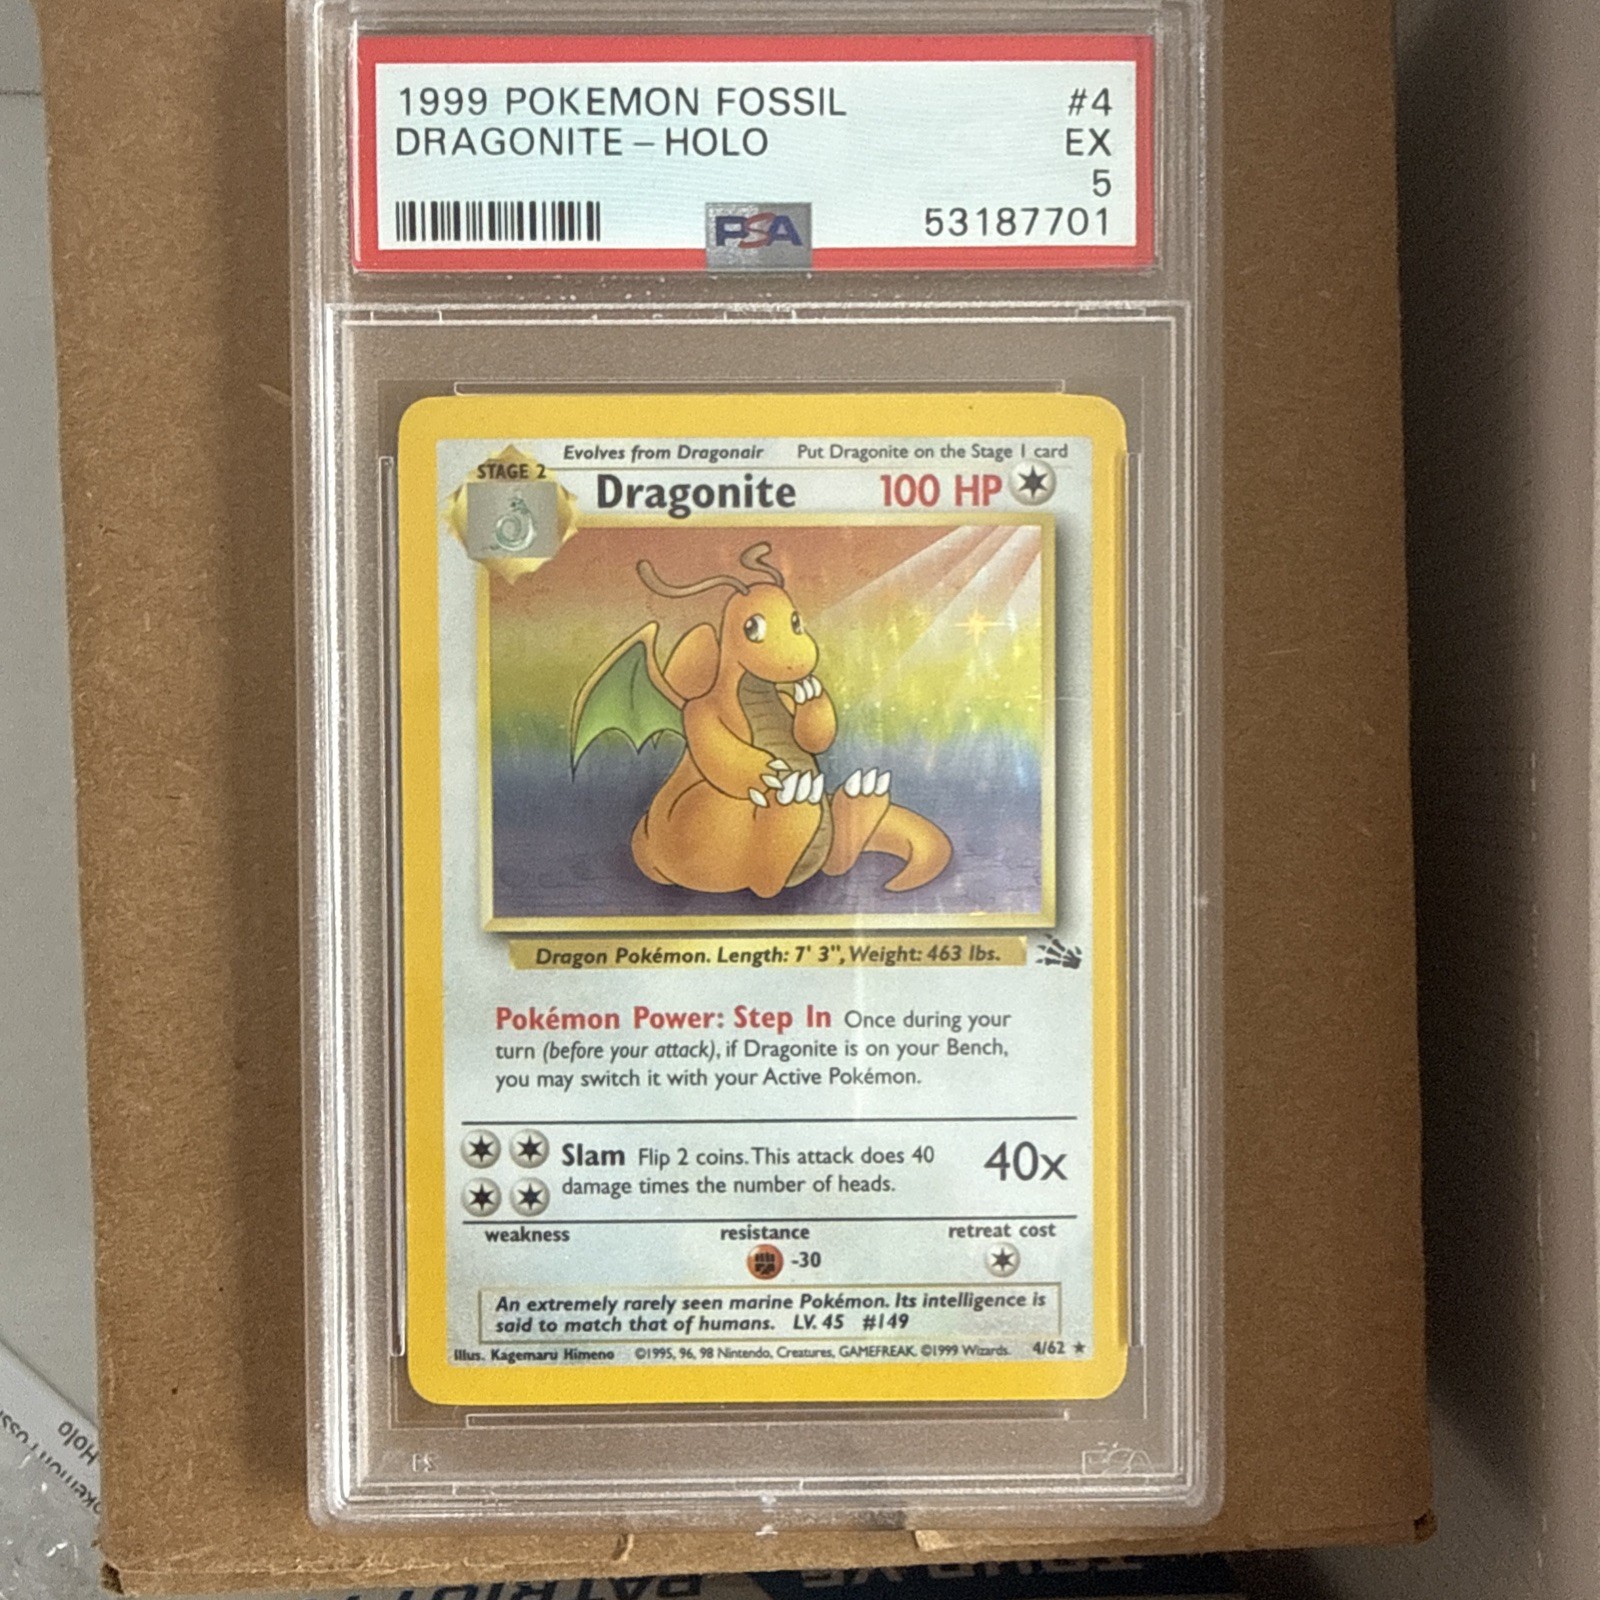 1999 POKEMON FOSSIL #4
DRAGONITE – HOLO EX
5
PSA 53187701
Evolves from Dragonair Put Dragonite on the Stage 1 card
STAGE 2
Dragonite 100 HP
Dragon Pokémon. Length: 7' 3", Weight: 463 lbs.
Pokémon Power: Step In Once during your
turn (before your attack), if Dragonite is on your Bench,
you may switch it with your Active Pokémon.
Slam Flip 2 coins. This attack does 40
damage times the number of heads.
40x
weakness resistance retreat cost
-30
An extremely rarely seen marine Pokémon. Its intelligence is
said to match that of humans. LV. 45 #149
Illus. Kagemaru Himeno ©1995, 96, 98 Nintendo, Creatures, GAMEFREAK. ©1999 Wizards. 4/62 ★
Holo
PATRIOT